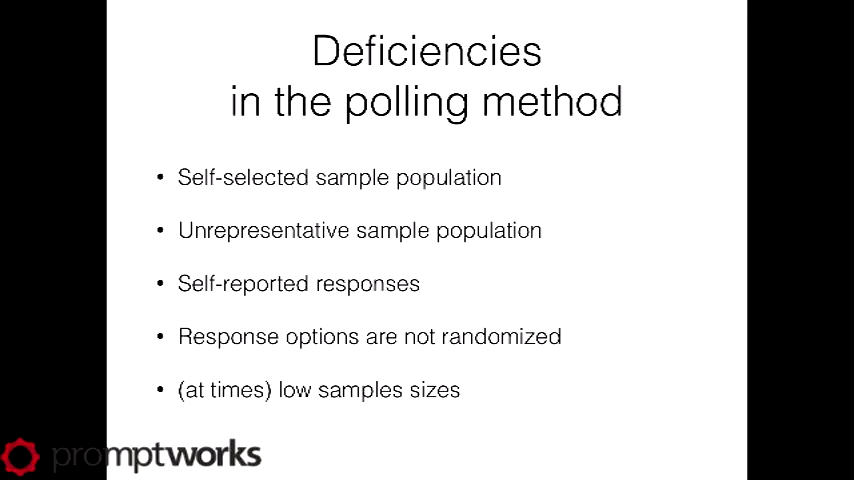 Deficiencies
in the polling method
• Self-selected sample population
• Unrepresentative sample population
• Self-reported responses
• Response options are not randomized
• (at times) low samples sizes
promptworks